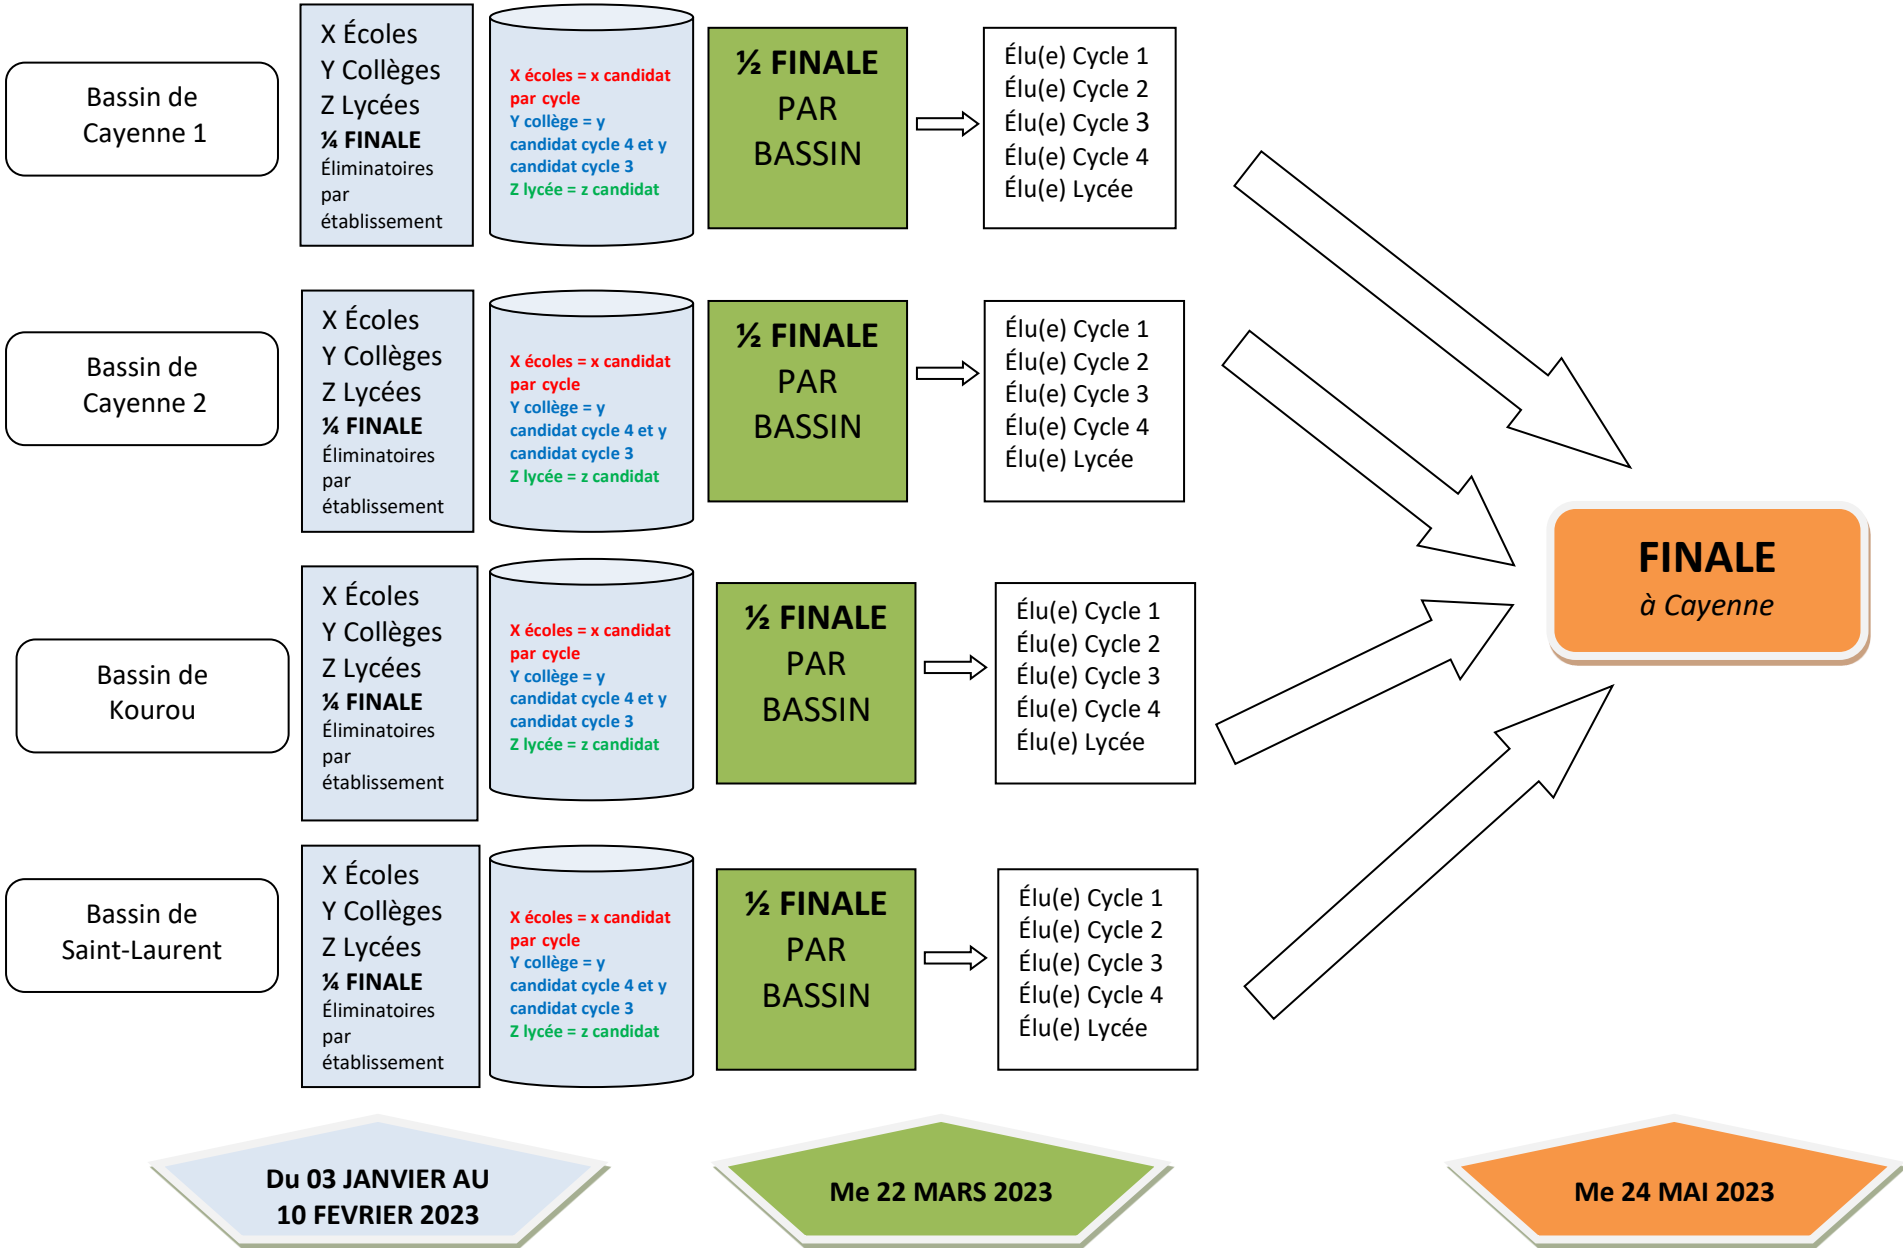 Bassin de
Cayenne 1
X Écoles
Y Collèges
Z Lycées
¼ FINALE
Éliminatoires
par
établissement
X écoles = x candidat
par cycle
Y collège = y
candidat cycle 4 et y
candidat cycle 3
Z lycée = z candidat
½ FINALE
PAR
BASSIN
Élu(e) Cycle 1
Élu(e) Cycle 2
Élu(e) Cycle 3
Élu(e) Cycle 4
Élu(e) Lycée
Bassin de
Cayenne 2
X Écoles
Y Collèges
Z Lycées
¼ FINALE
Éliminatoires
par
établissement
X écoles = x candidat
par cycle
Y collège = y
candidat cycle 4 et y
candidat cycle 3
Z lycée = z candidat
½ FINALE
PAR
BASSIN
Élu(e) Cycle 1
Élu(e) Cycle 2
Élu(e) Cycle 3
Élu(e) Cycle 4
Élu(e) Lycée
Bassin de
Kourou
X Écoles
Y Collèges
Z Lycées
¼ FINALE
Éliminatoires
par
établissement
X écoles = x candidat
par cycle
Y collège = y
candidat cycle 4 et y
candidat cycle 3
Z lycée = z candidat
½ FINALE
PAR
BASSIN
Élu(e) Cycle 1
Élu(e) Cycle 2
Élu(e) Cycle 3
Élu(e) Cycle 4
Élu(e) Lycée
Bassin de
Saint-Laurent
X Écoles
Y Collèges
Z Lycées
¼ FINALE
Éliminatoires
par
établissement
X écoles = x candidat
par cycle
Y collège = y
candidat cycle 4 et y
candidat cycle 3
Z lycée = z candidat
½ FINALE
PAR
BASSIN
Élu(e) Cycle 1
Élu(e) Cycle 2
Élu(e) Cycle 3
Élu(e) Cycle 4
Élu(e) Lycée
FINALE
à Cayenne
Du 03 JANVIER AU
10 FEVRIER 2023
Me 22 MARS 2023
Me 24 MAI 2023